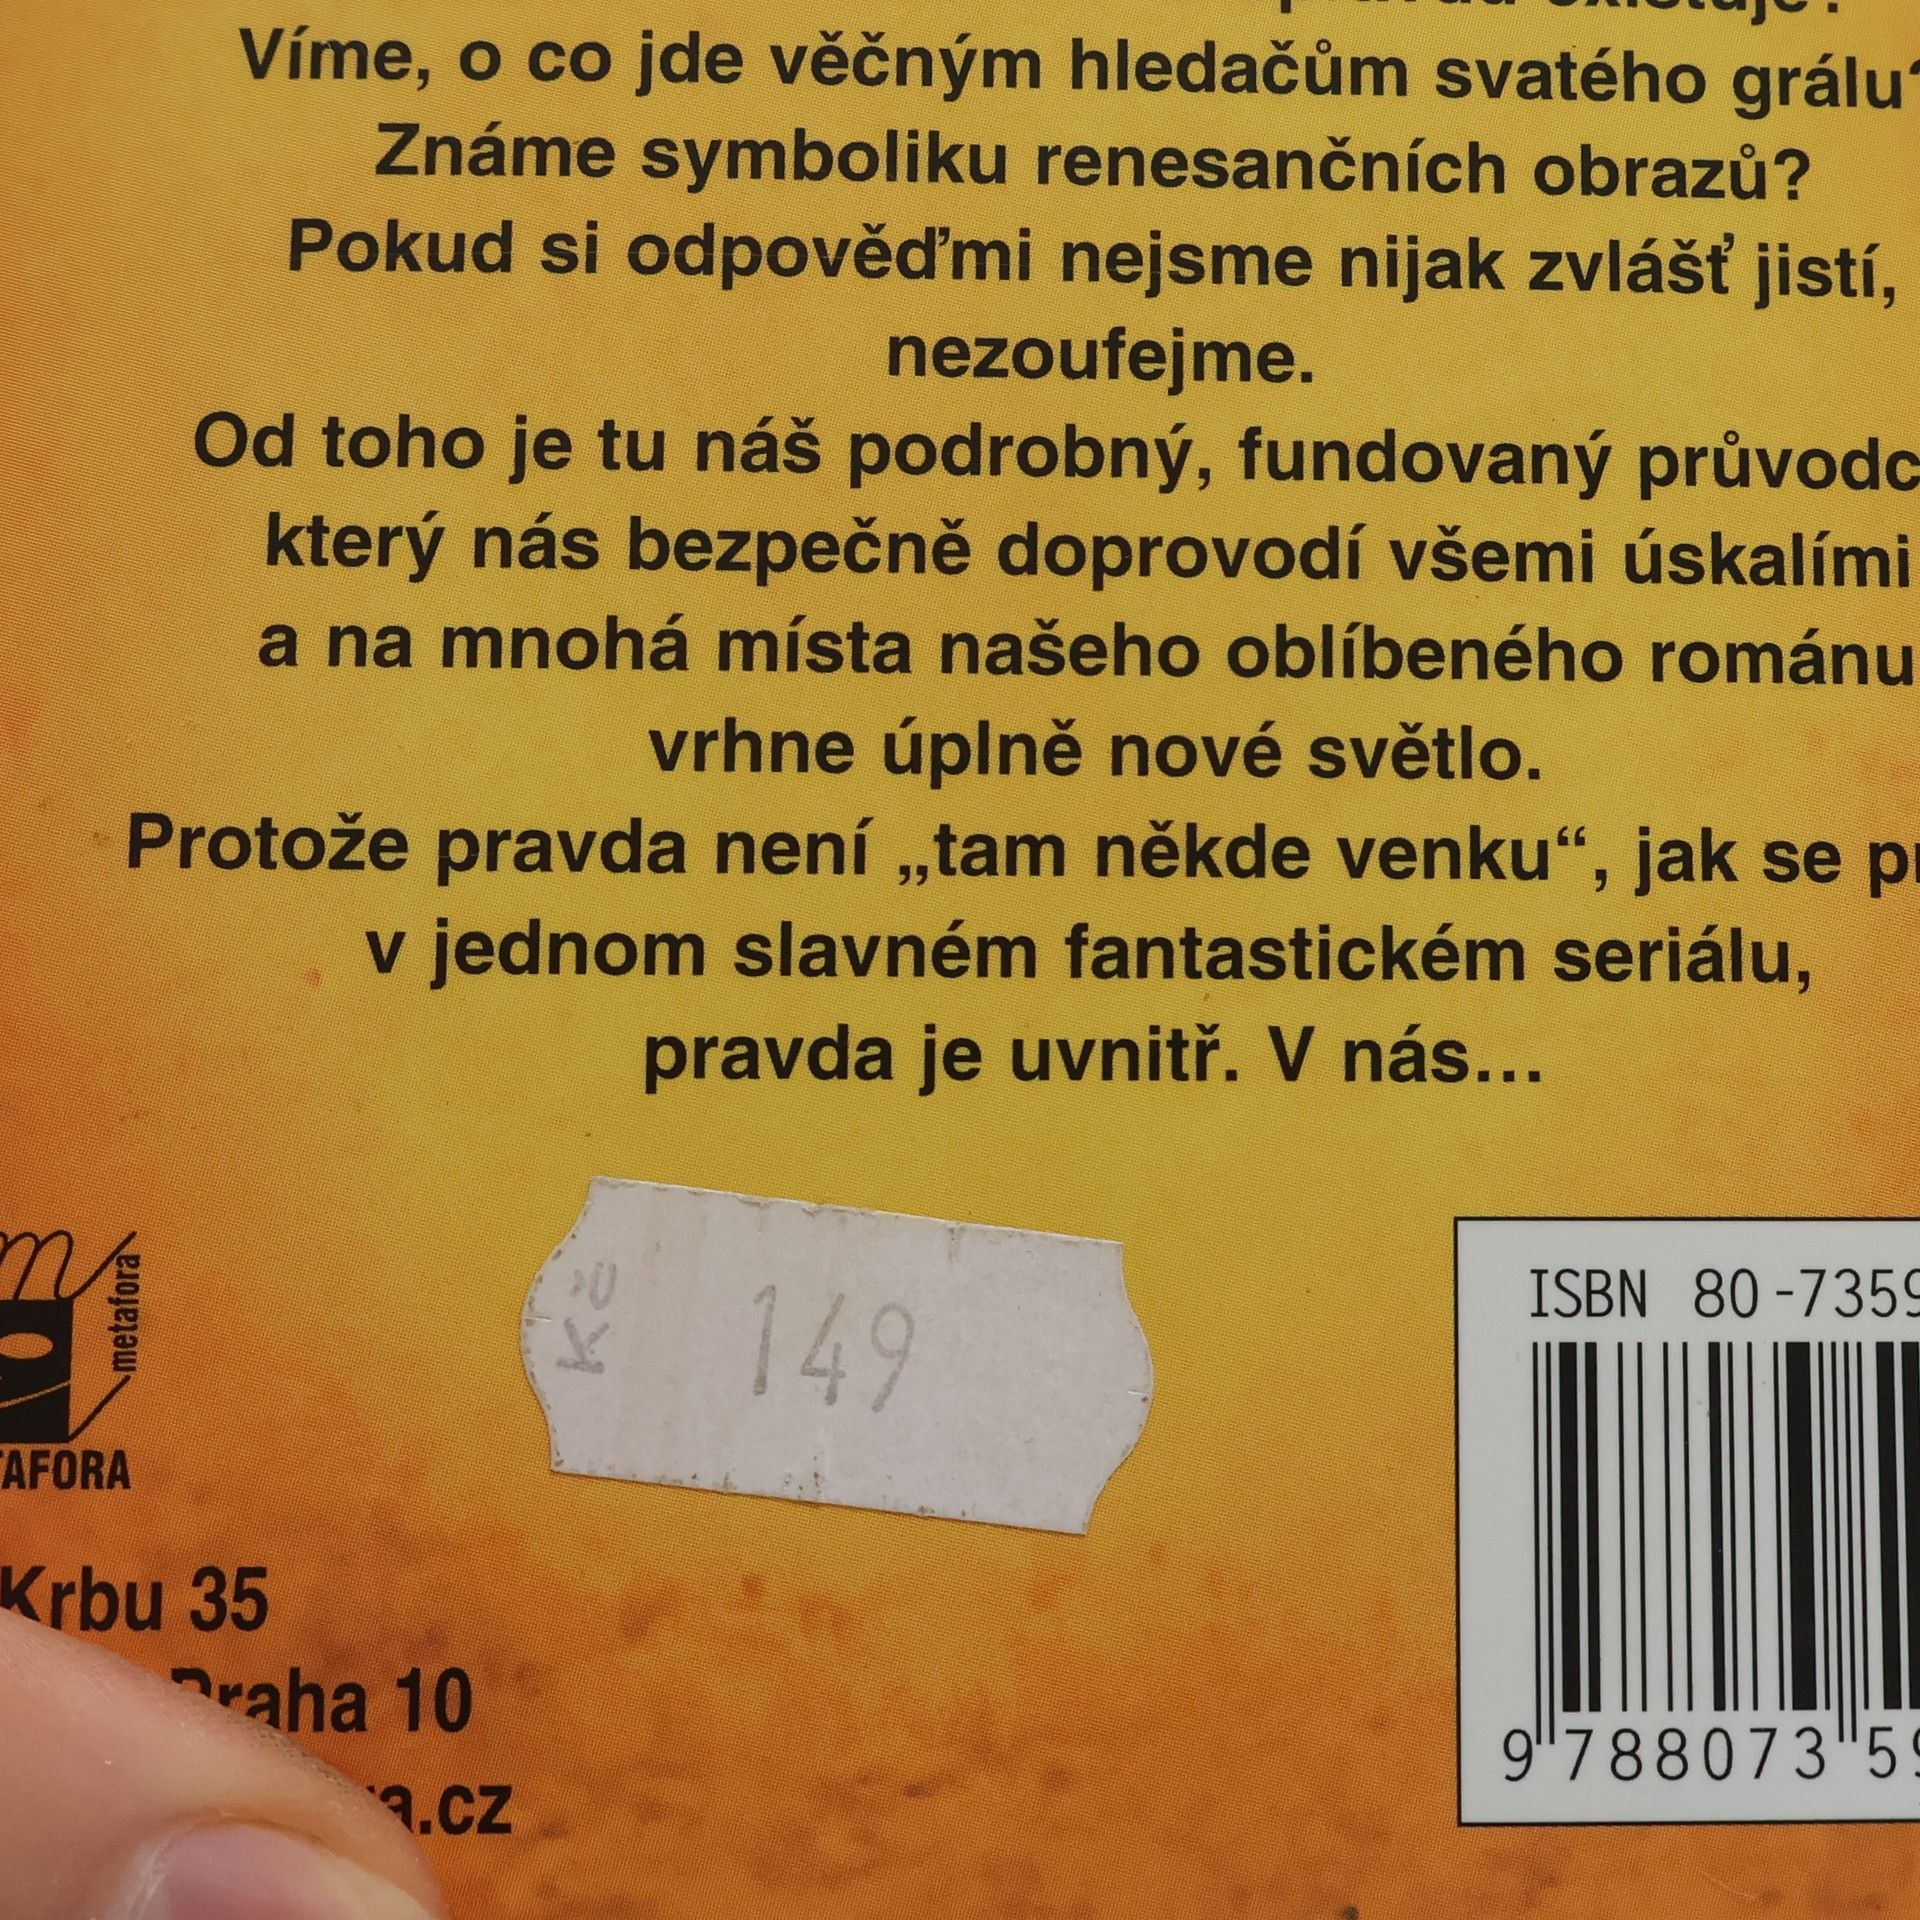 Víme, o co jde věčným hledačům svatého grálu?
Známe symboliku renesančních obrazů?
Pokud si odpověďmi nejsme nijak zvlášť jistí,
nezoufejme.
Od toho je tu náš podrobný, fundovaný průvodc
který nás bezpečně doprovodí všemi úskalími
a na mnohá místa našeho oblíbeného románu
vrhne úplně nové světlo.
Protože pravda není „tam někde venku“, jak se
v jednom slavném fantastickém seriálu,
pravda je uvnitř. V nás...
metafora
TAFORA
Kč 149
ISBN 80-7359
9 788073 59
Krbu 35
Praha 10
a.cz